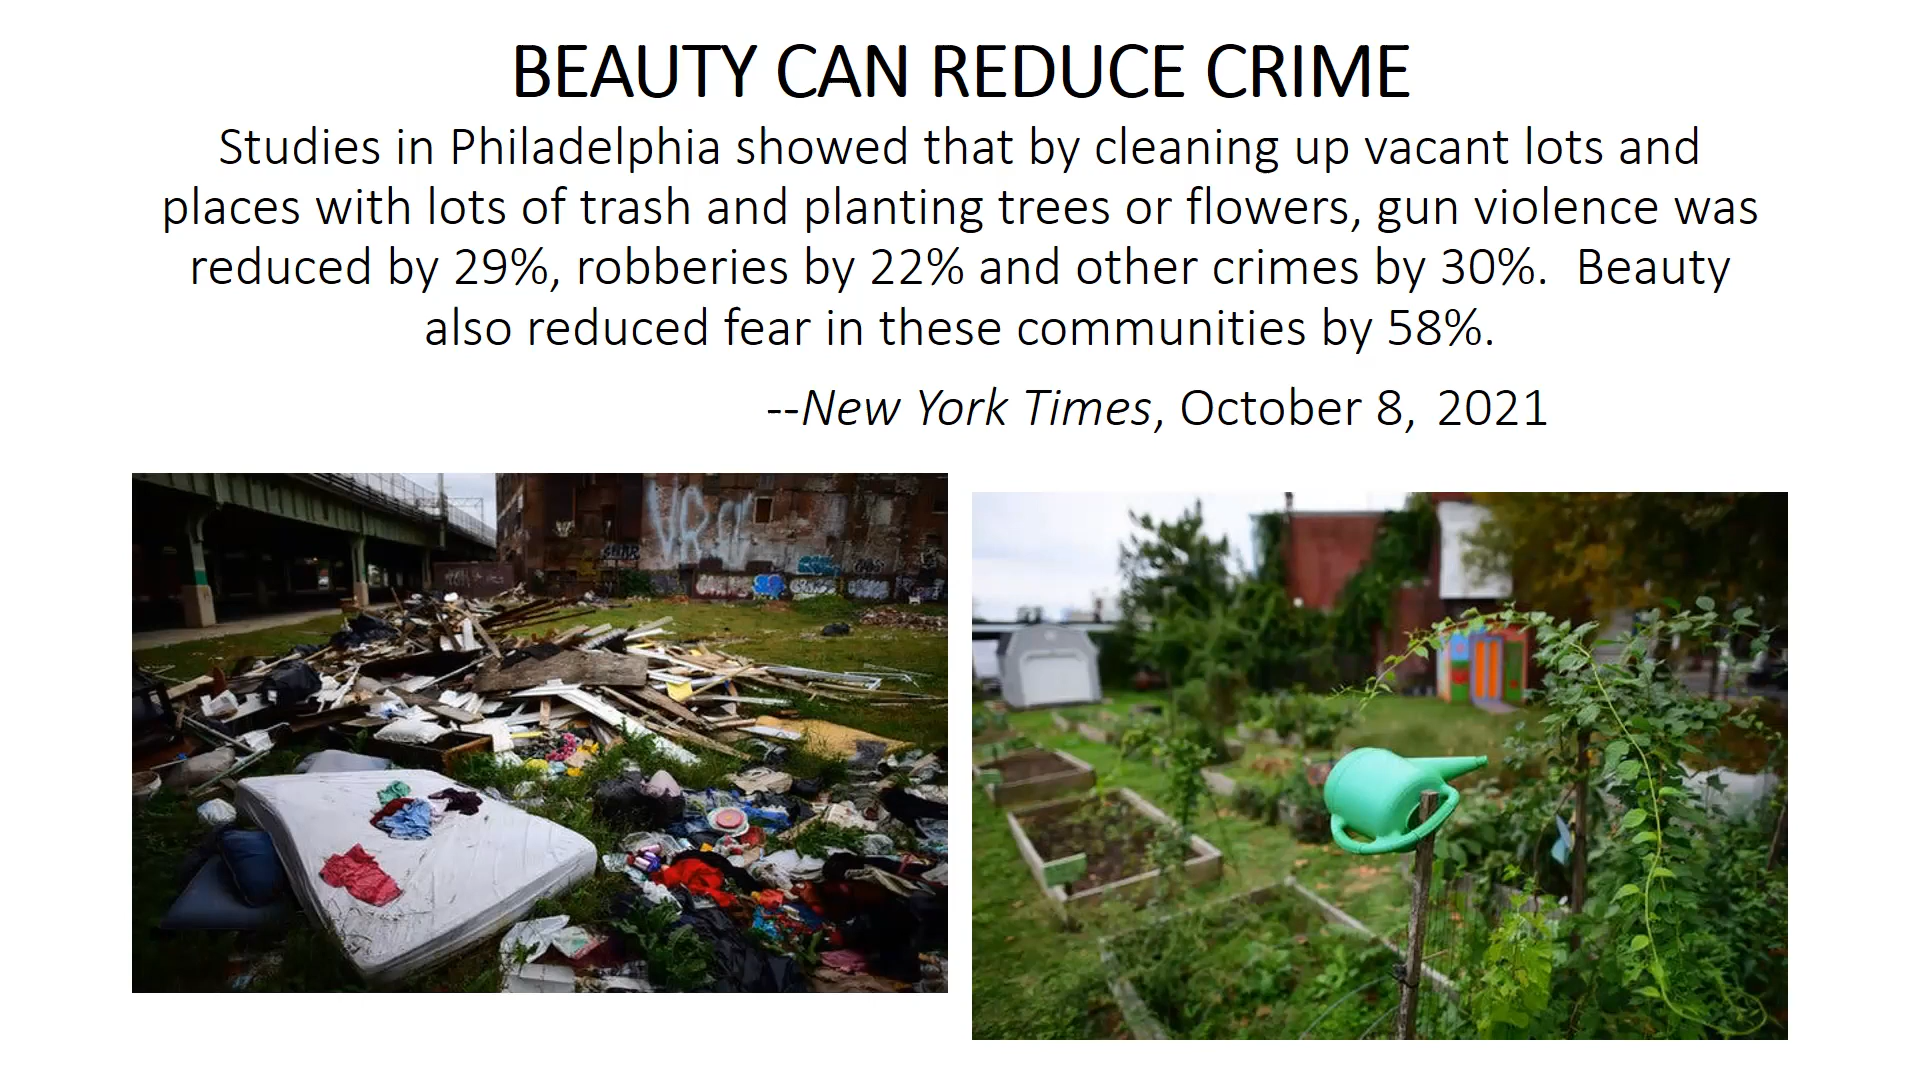 BEAUTY CAN REDUCE CRIME
Studies in Philadelphia showed that by cleaning up vacant lots and
places with lots of trash and planting trees or flowers, gun violence was
reduced by 29%, robberies by 22% and other crimes by 30%.  Beauty
also reduced fear in these communities by 58%.
--New York Times, October 8, 2021